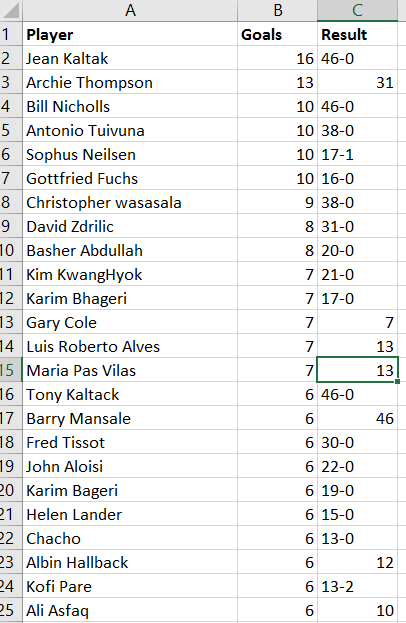 A B C
1 Player Goals Result
2 Jean Kaltak 16 46-0
3 Archie Thompson 13 31
4 Bill Nicholls 10 46-0
5 Antonio Tuivuna 10 38-0
6 Sophus Neilsen 10 17-1
7 Gottfried Fuchs 10 16-0
8 Christopher wasasala 9 38-0
9 David Zdrilic 8 31-0
10 Basher Abdullah 8 20-0
11 Kim KwangHyok 7 21-0
12 Karim Bhageri 7 17-0
13 Gary Cole 7 7
14 Luis Roberto Alves 7 13
15 Maria Pas Vilas 7 13
16 Tony Kaltack 6 46-0
17 Barry Mansale 6 46
18 Fred Tissot 6 30-0
19 John Aloisi 6 22-0
20 Karim Bageri 6 19-0
21 Helen Lander 6 15-0
22 Chacho 6 13-0
23 Albin Hallback 6 12
24 Kofi Pare 6 13-2
25 Ali Asfaq 6 10